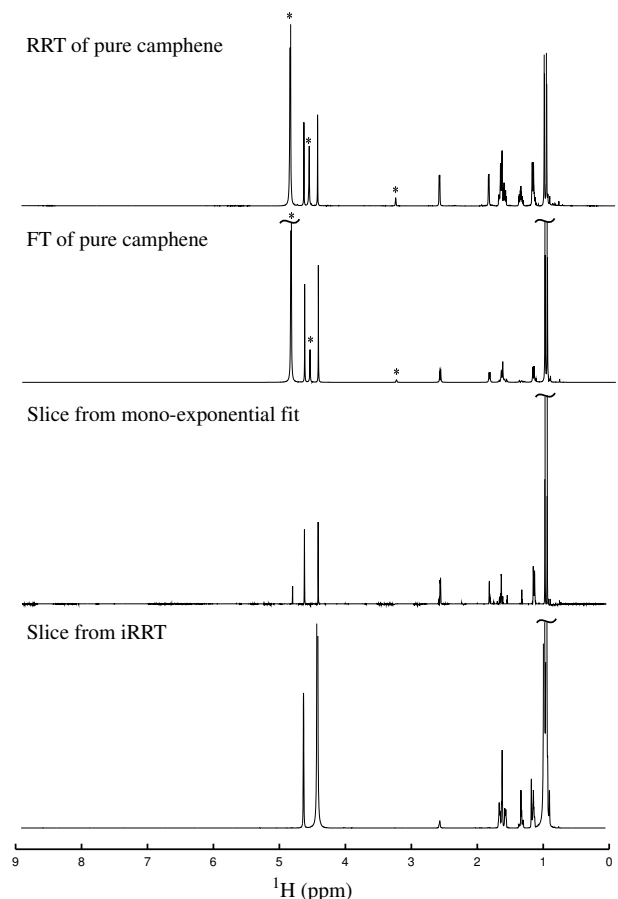 *
RRT of pure camphene
*
*
*
FT of pure camphene
*
*
Slice from mono-exponential fit
Slice from iRRT
9 8 7 6 5 4 3 2 1 0
¹H (ppm)